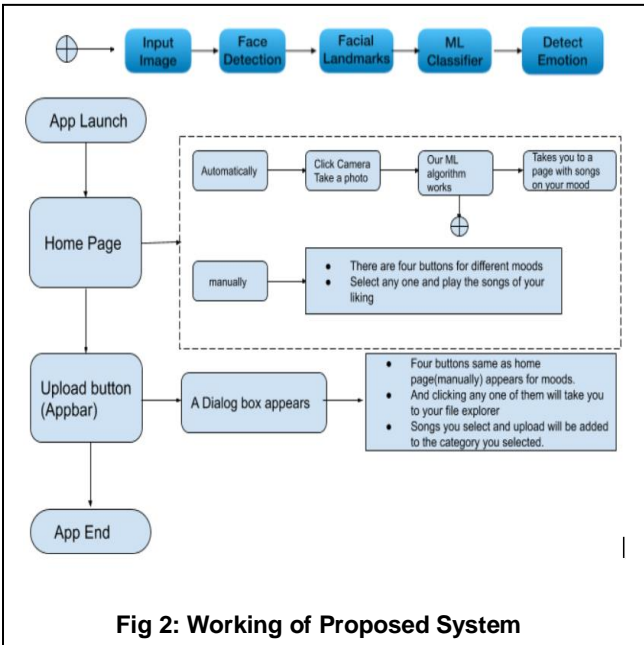 Input
Image
Face
Detection
Facial
Landmarks
ML
Classifier
Detect
Emotion
App Launch
Home Page
Automatically
Click Camera
Take a photo
Our ML
algorithm
works
Takes you to a
page with songs
on your mood
manually
● There are four buttons for different moods
● Select any one and play the songs of your
liking
Upload button
(Appbar)
A Dialog box appears
● Four buttons same as home
page(manually) appears for moods.
● And clicking any one of them will take you
to your file explorer
● Songs you select and upload will be added
to the category you selected.
App End
Fig 2: Working of Proposed System